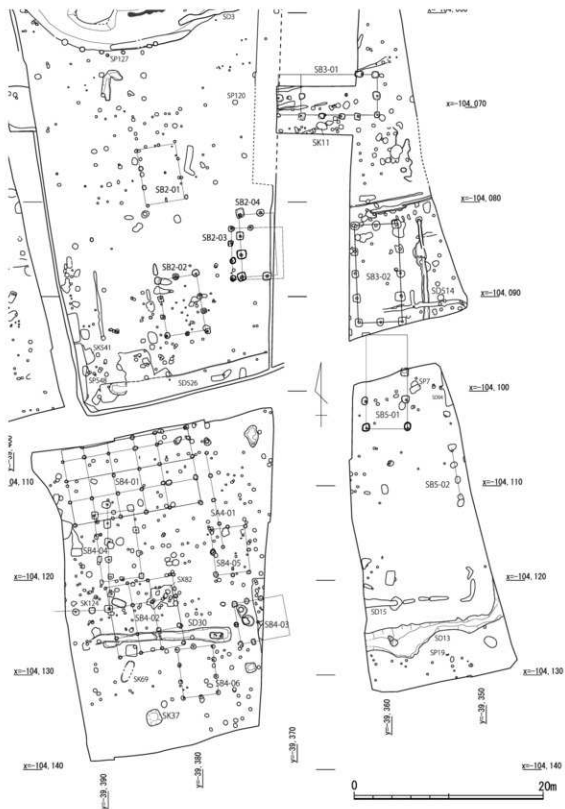 SD3
SP127
SP120
SB3-01
x=-104,070
SK11
SB2-01
x=-104,080
SB2-04
SB2-03
SB2-02
SB3-02
SD514
x=-104,090
SK541
SP548
SD526
SP7
x=-104,100
SB5-01
SB4-01
SB5-02
x=-104,110
SA4-01
SB4-04
SB4-05
x=-104,120
SX82
x=-104,120
SK124
SB4-02
SD30
SB4-03
SD15
SD13
SP19
x=-104,130
SK69
SB4-06
x=-104,130
SK37
x=-104,140
x=-104,140
y=-39,390
y=-39,380
y=-39,370
y=-39,360
y=-39,350
0 20m